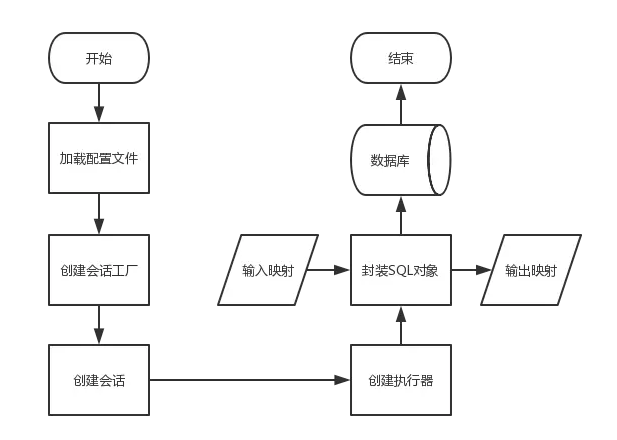 开始
结束
加载配置文件
数据库
创建会话工厂
输入映射
封装SQL对象
输出映射
创建会话
创建执行器